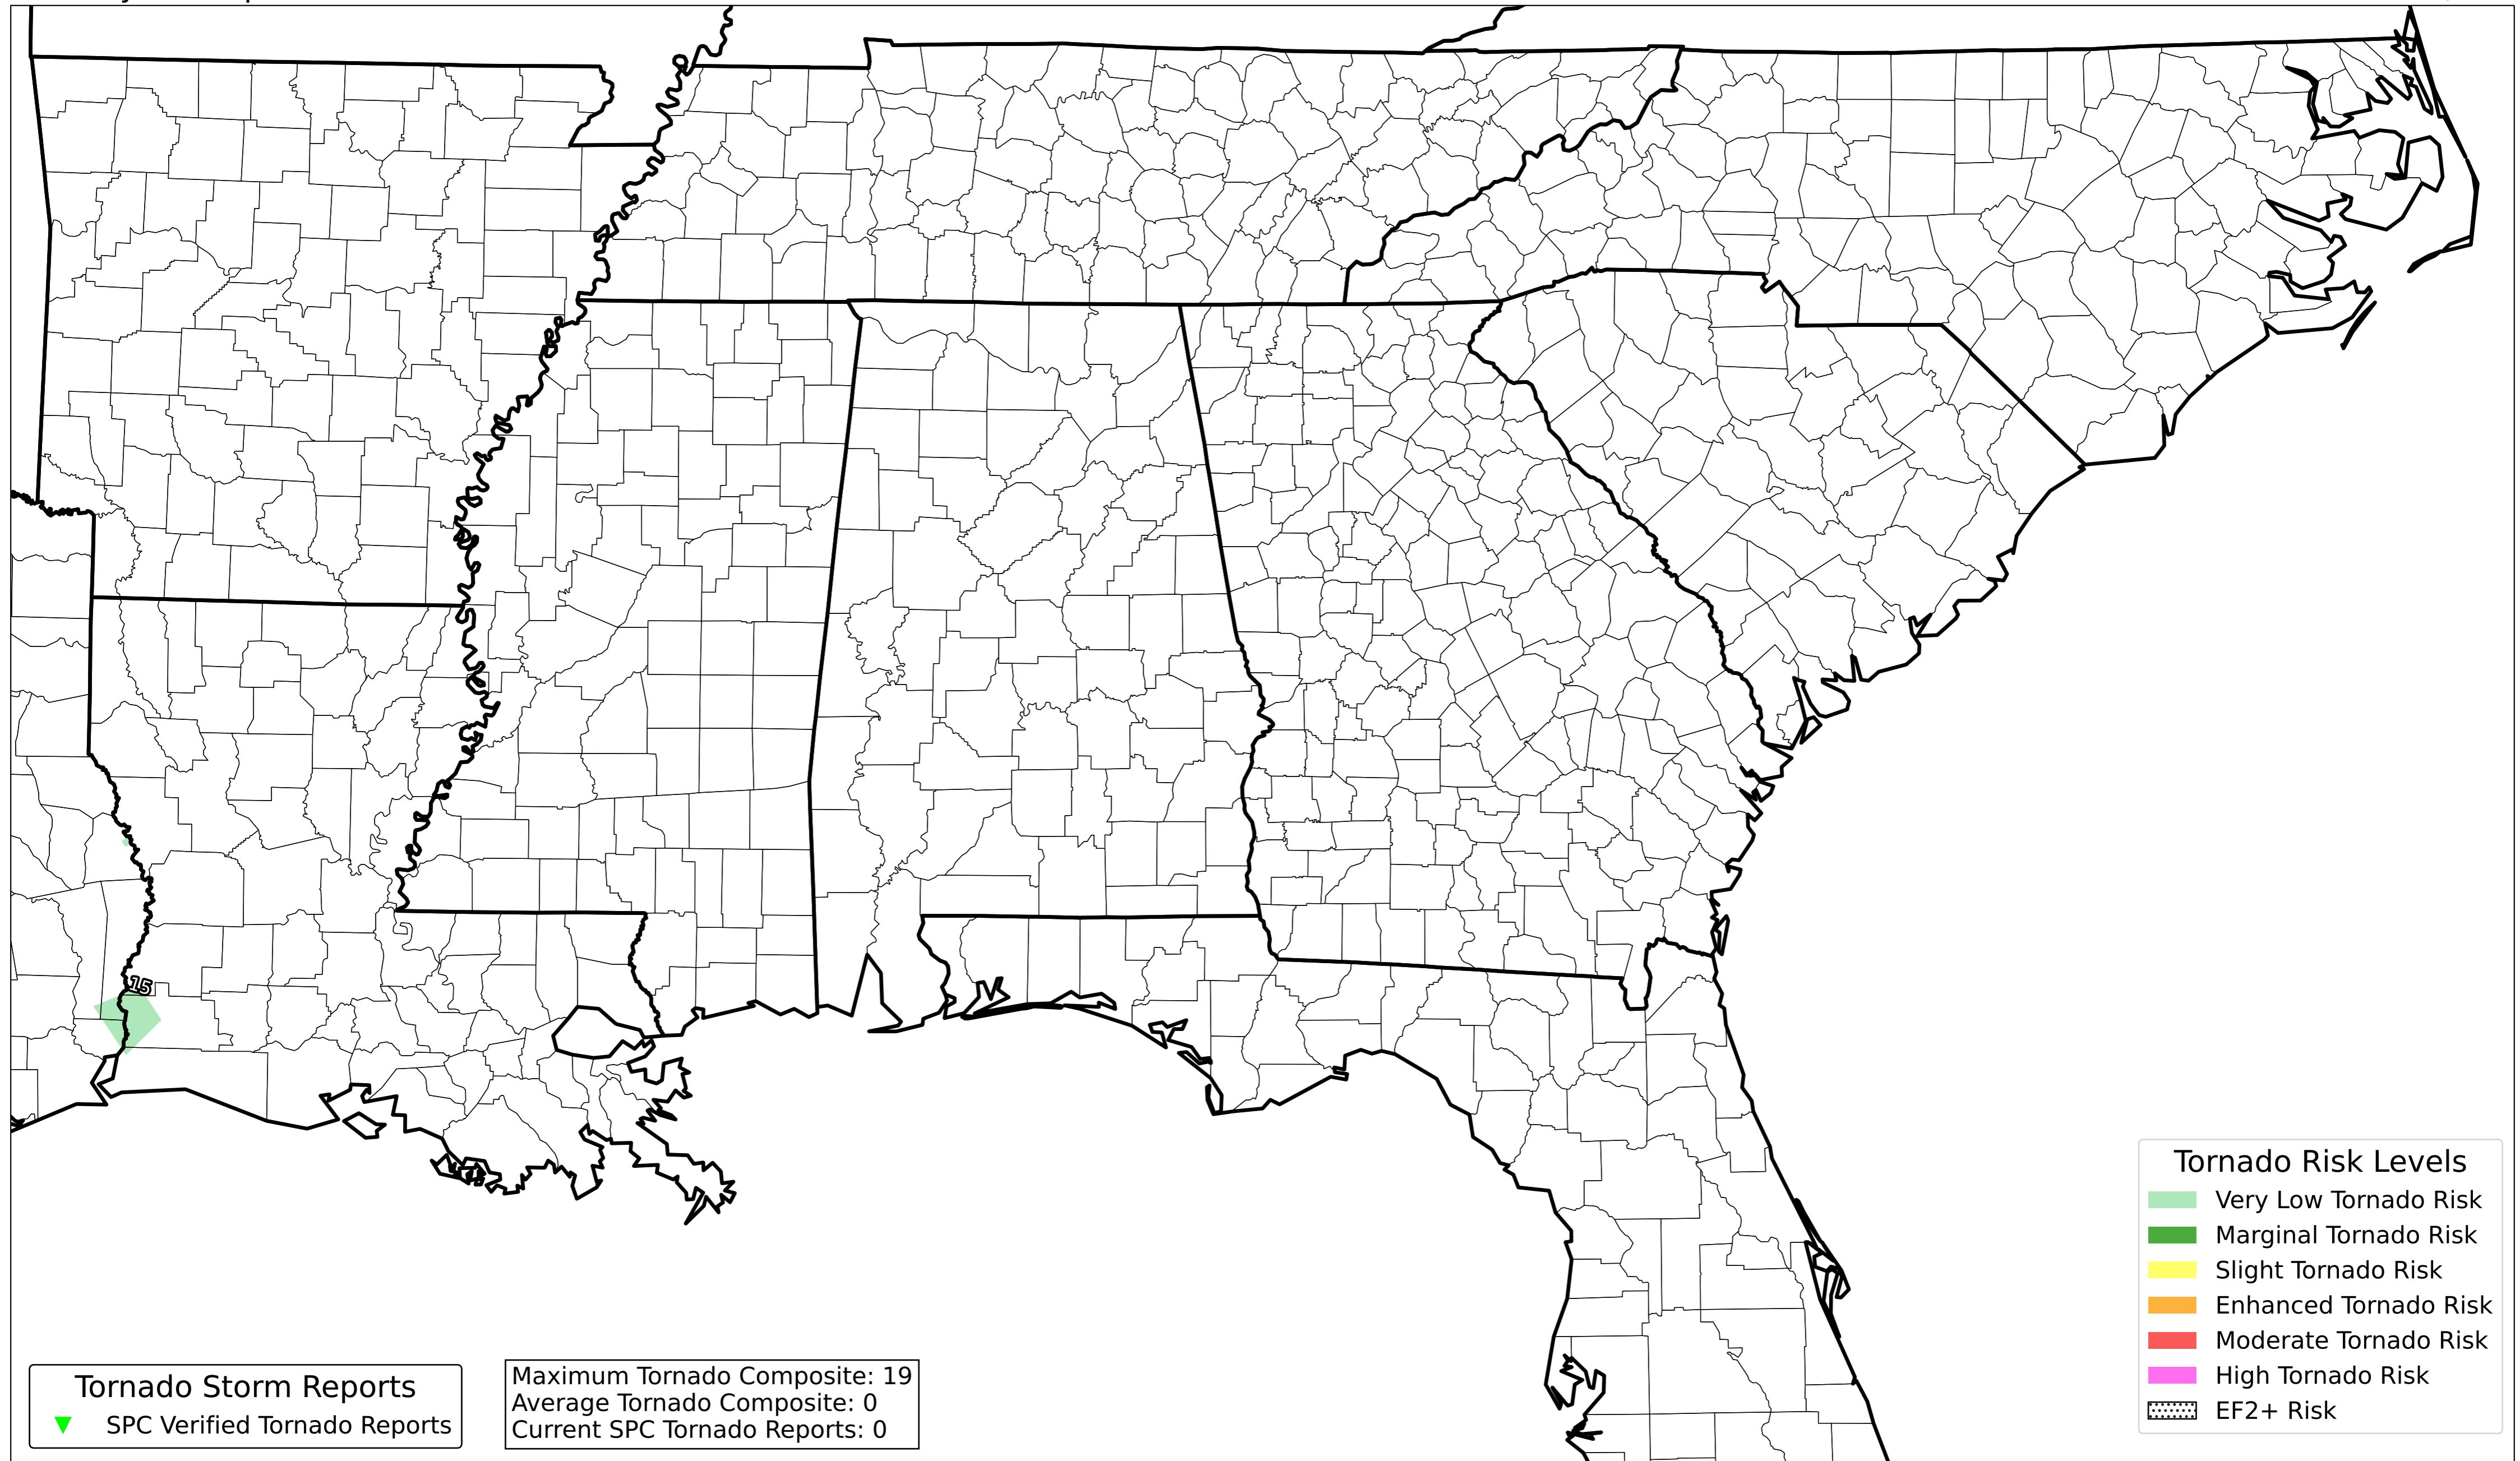 15
Tornado Risk Levels
Very Low Tornado Risk
Marginal Tornado Risk
Slight Tornado Risk
Enhanced Tornado Risk
Moderate Tornado Risk
High Tornado Risk
EF2+ Risk
Tornado Storm Reports
SPC Verified Tornado Reports
Maximum Tornado Composite: 19
Average Tornado Composite: 0
Current SPC Tornado Reports: 0